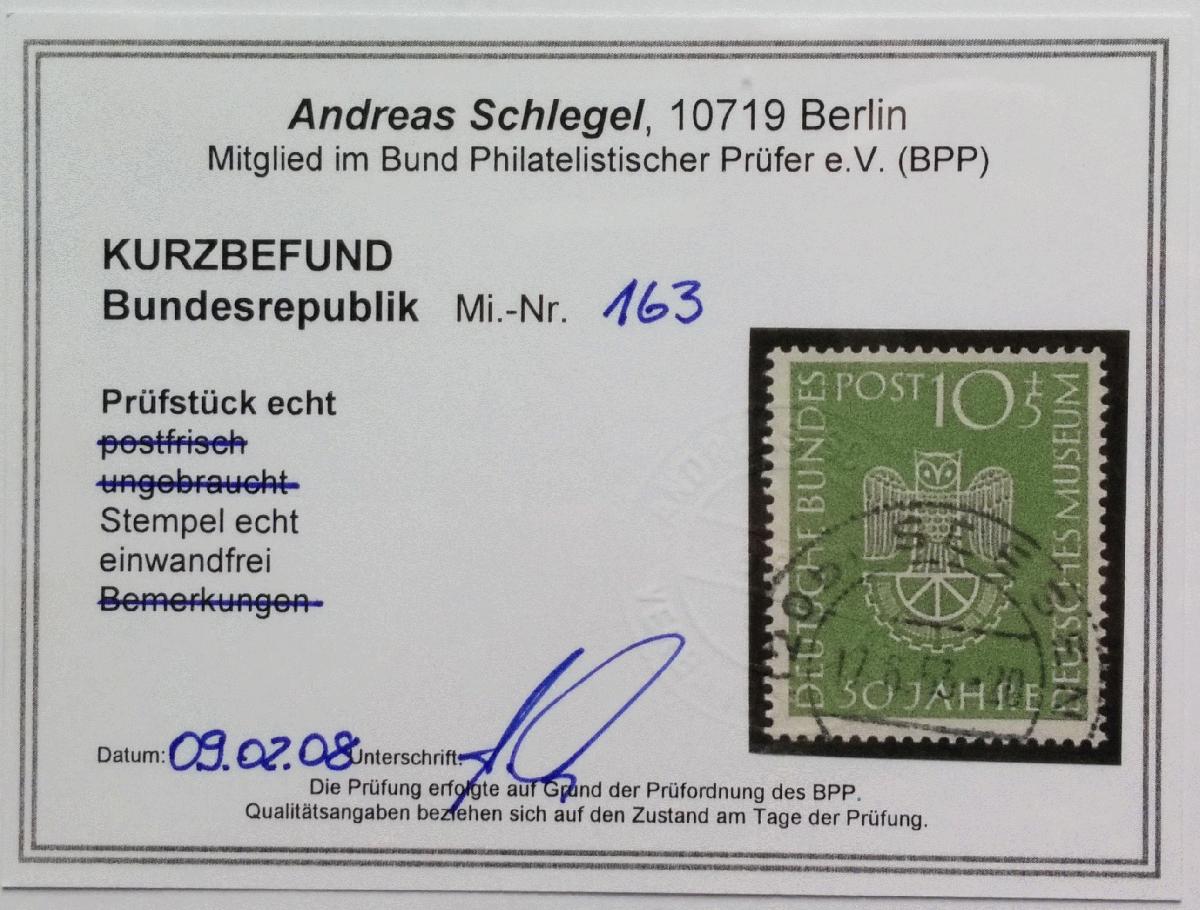 Andreas Schlegel, 10719 Berlin
Mitglied im Bund Philatelistischer Prüfer e.V. (BPP)
KURZBEFUND
Bundesrepublik Mi.-Nr. 163
Prüfstück echt
postfrisch
ungebraucht
Stempel echt
einwandfrei
Bemerkungen
DEUTSCHE BUNDES
POST 10+5
DEUTSCHES MUSEUM
50 JAHRE
Datum: 09.02.08 Unterschrift:
Die Prüfung erfolgte auf Grund der Prüfordnung des BPP.
Qualitätsangaben beziehen sich auf den Zustand am Tage der Prüfung.